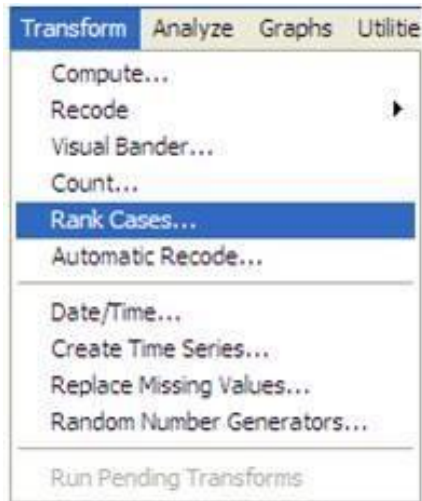 Transform Analyze Graphs Utilitie
Compute...
Recode
Visual Bander...
Count...
Rank Cases...
Automatic Recode...
Date/Time...
Create Time Series...
Replace Missing Values...
Random Number Generators...
Run Pending Transforms